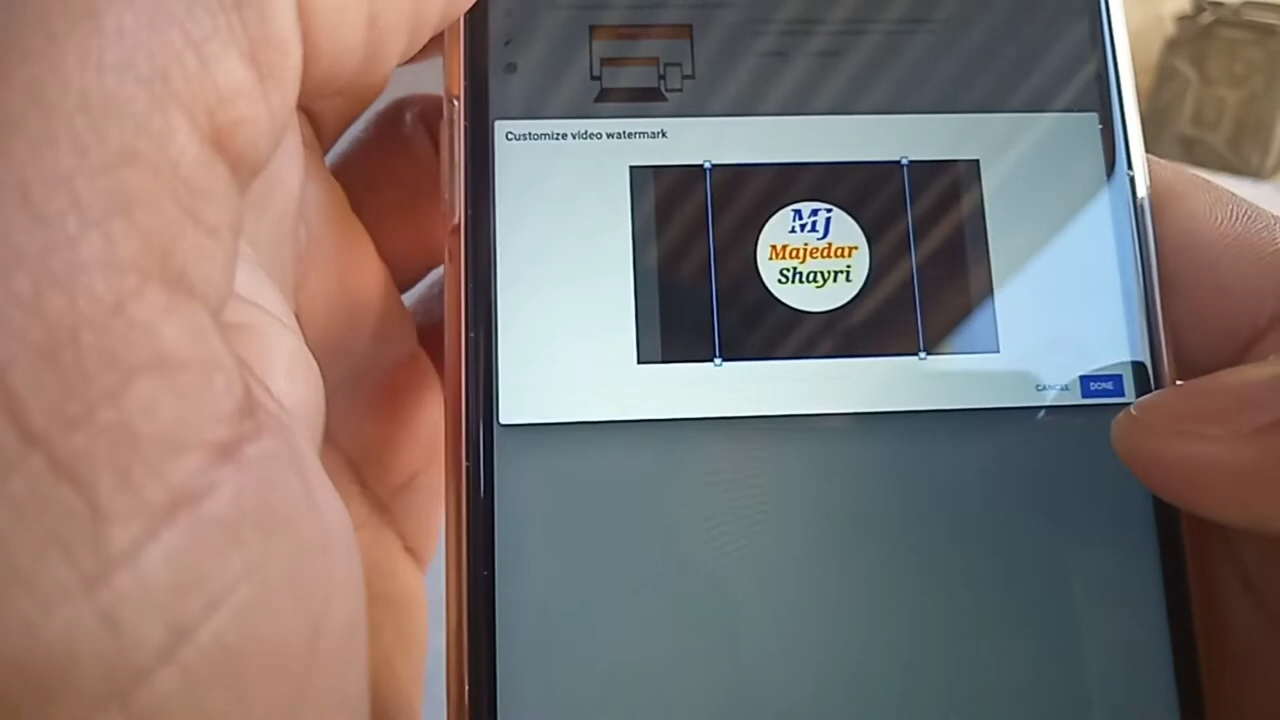 Customize video watermark
Mj
Majedar
Shayri
CANCEL
DONE